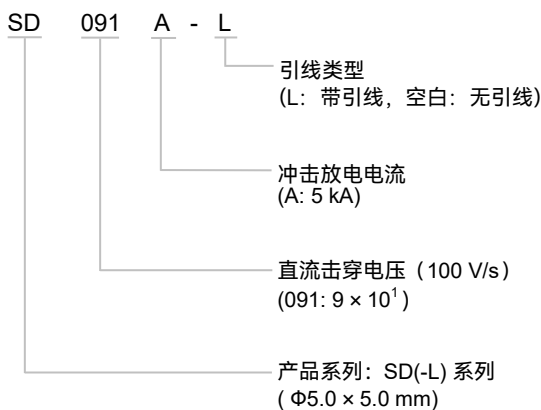 SD 091 A - L
引线类型
(L: 带引线, 空白: 无引线)
冲击放电电流
(A: 5 kA)
直流击穿电压（100 V/s）
(091: 9 × 10¹ )
产品系列: SD(-L) 系列
( Φ5.0 × 5.0 mm)